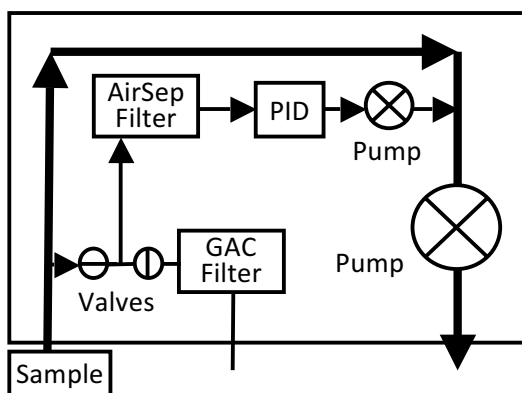 AirSep
Filter
PID
Pump
GAC
Filter
Pump
Valves
Sample